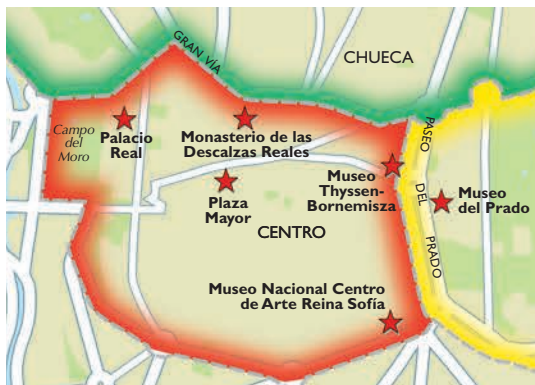 GRAN VÍA
CHUECA
Campo
del
Moro
Palacio
Real
Monasterio de las
Descalzas Reales
PASEO
DEL
PRADO
Museo
Thyssen-
Bornemisza
Museo
del Prado
Plaza
Mayor
CENTRO
Museo Nacional Centro
de Arte Reina Sofía